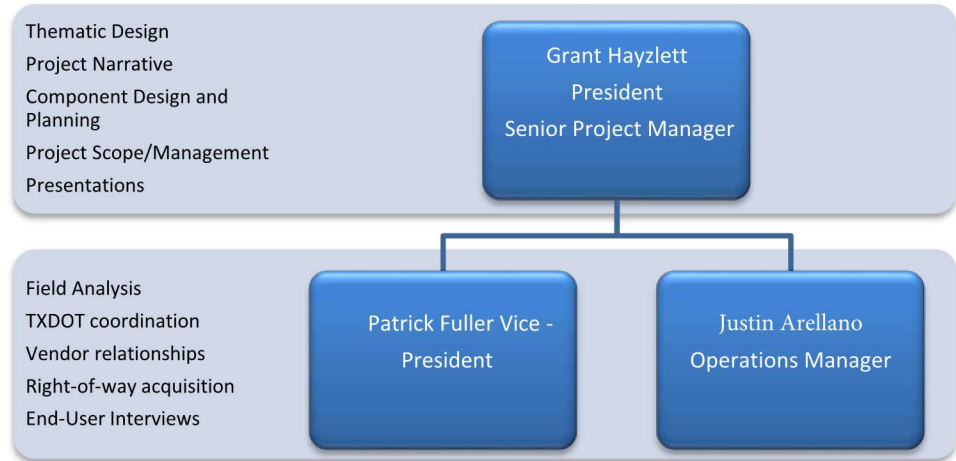 Thematic Design
Project Narrative
Component Design and
Planning
Project Scope/Management
Presentations
Grant Hayzlett
President
Senior Project Manager
Field Analysis
TXDOT coordination
Vendor relationships
Right-of-way acquisition
End-User Interviews
Patrick Fuller Vice -
President
Justin Arellano
Operations Manager